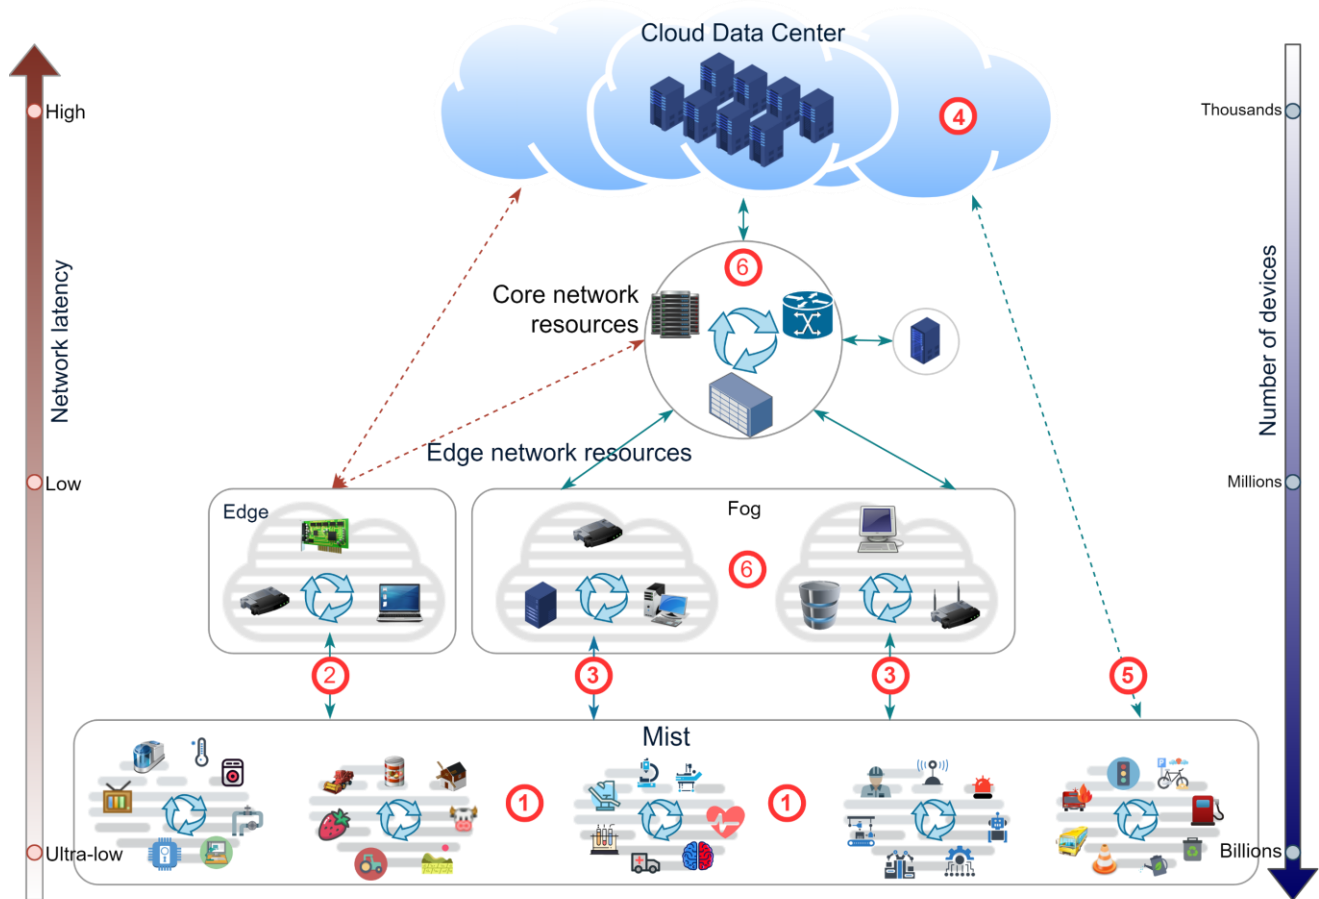 Cloud Data Center
4
High
Thousands
Network latency
Number of devices
6
Core network
resources
Low
Edge network resources
Millions
Edge
Fog
6
2
3
3
5
Mist
1
1
Ultra-low
Billions